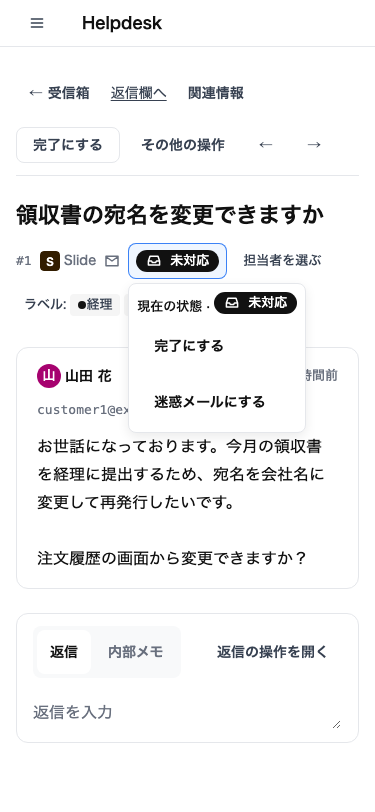 Helpdesk
← 受信箱 返信欄へ 関連情報
完了にする その他の操作 ← →
領収書の宛名を変更できますか
#1 S Slide 未対応 担当者を選ぶ
ラベル: 経理
現在の状態 · 未対応
完了にする
迷惑メールにする
山 山田 花 時間前
customer1@ex
お世話になっております。今月の領収書
を経理に提出するため、宛名を会社名に
変更して再発行したいです。
注文履歴の画面から変更できますか？
返信 内部メモ 返信の操作を開く
返信を入力